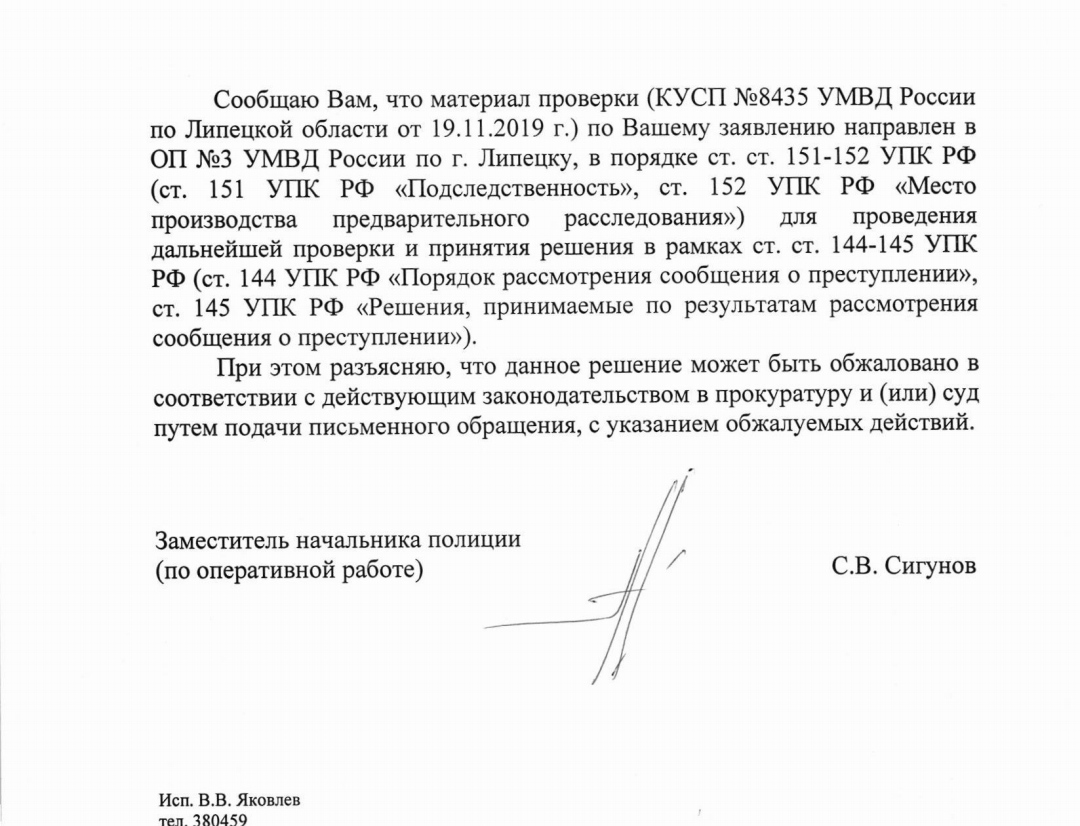 Сообщаю Вам, что материал проверки (КУСП №8435 УМВД России
по Липецкой области от 19.11.2019 г.) по Вашему заявлению направлен в
ОП №3 УМВД России по г. Липецку, в порядке ст. ст. 151-152 УПК РФ
(ст. 151 УПК РФ «Подследственность», ст. 152 УПК РФ «Место
производства предварительного расследования») для проведения
дальнейшей проверки и принятия решения в рамках ст. ст. 144-145 УПК
РФ (ст. 144 УПК РФ «Порядок рассмотрения сообщения о преступлении»,
ст. 145 УПК РФ «Решения, принимаемые по результатам рассмотрения
сообщения о преступлении»).
При этом разъясняю, что данное решение может быть обжаловано в
соответствии с действующим законодательством в прокуратуру и (или) суд
путем подачи письменного обращения, с указанием обжалуемых действий.
Заместитель начальника полиции
(по оперативной работе)
С.В. Сигунов
Исп. В.В. Яковлев
тел. 380459